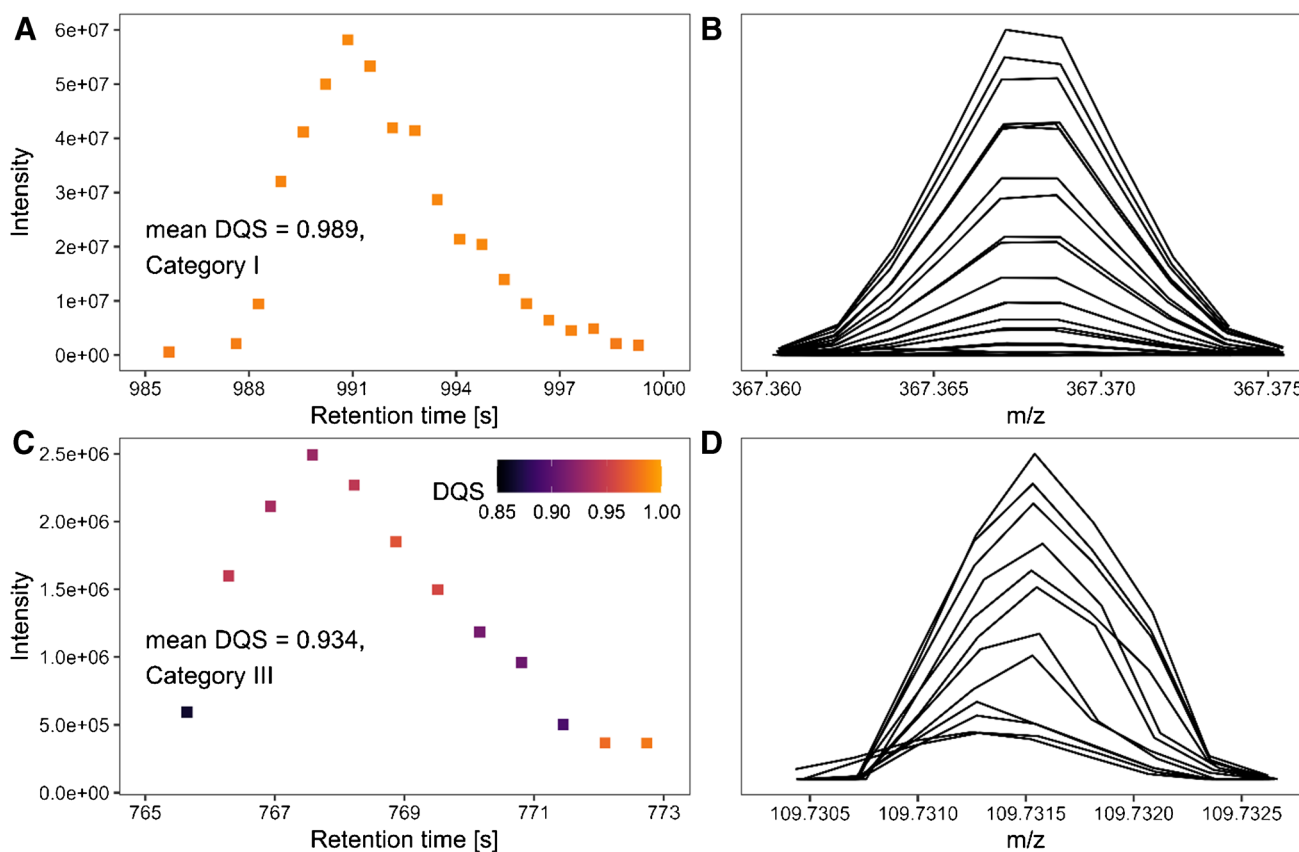 A
6e+07
5e+07
4e+07
3e+07
2e+07
1e+07
0e+00
Intensity
mean DQS = 0.989,
Category I
985 988 991 994 997 1000
Retention time [s]
B
367.360 367.365 367.370 367.375
m/z
C
2.5e+06
2.0e+06
1.5e+06
1.0e+06
5.0e+05
0.0e+00
Intensity
DQS
0.85 0.90 0.95 1.00
mean DQS = 0.934,
Category III
765 767 769 771 773
Retention time [s]
D
109.7305 109.7310 109.7315 109.7320 109.7325
m/z